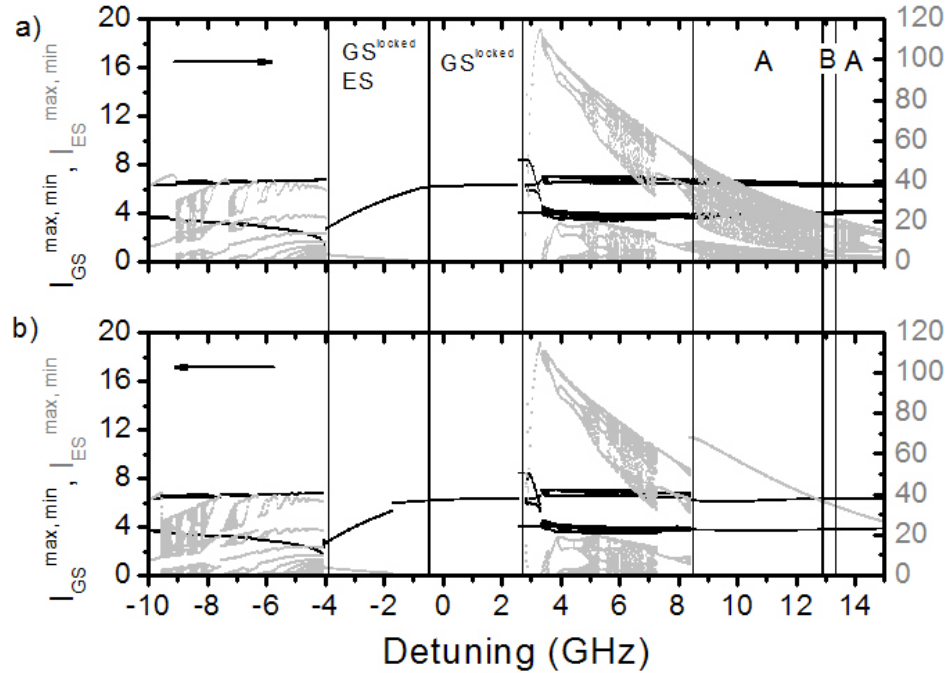 a)
20
16
12
8
4
0
I_GS^max, min , I_ES^max, min
GS^locked
ES
GS^locked
A
B
A
120
100
80
60
40
20
0
b)
20
16
12
8
4
0
I_GS^max, min , I_ES^max, min
120
100
80
60
40
20
0
-10 -8 -6 -4 -2 0 2 4 6 8 10 12 14
Detuning (GHz)